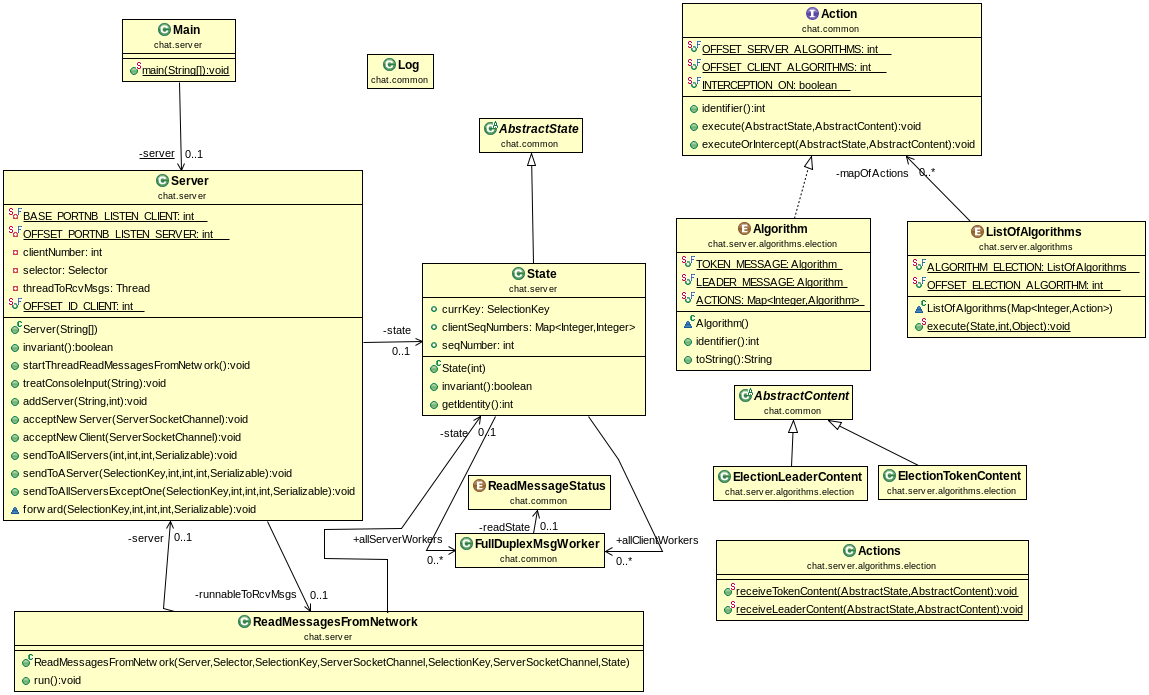 Main
chat.server
main(String[]):void
-server
0..1
Server
chat.server
BASE_PORTNB_LISTEN_CLIENT: int
OFFSET_PORTNB_LISTEN_SERVER: int
clientNumber: int
selector: Selector
threadToRcvMsgs: Thread
OFFSET_ID_CLIENT: int
Server(String[])
invariant():boolean
startThreadReadMessagesFromNetwork():void
treatConsoleInput(String):void
addServer(String,int):void
acceptNewServer(ServerSocketChannel):void
acceptNewClient(ServerSocketChannel):void
sendToAllServers(int,int,int,Serializable):void
sendToAServer(SelectionKey,int,int,int,Serializable):void
sendToAllServersExceptOne(SelectionKey,int,int,int,Serializable):void
forward(SelectionKey,int,int,int,Serializable):void
Log
chat.common
AbstractState
chat.common
-state
0..1
State
chat.server
currKey: SelectionKey
clientSeqNumbers: Map<Integer,Integer>
seqNumber: int
State(int)
invariant():boolean
getIdentity():int
-state
0..1
ReadMessageStatus
chat.common
-readState
0..1
+allServerWorkers
0..*
FullDuplexMsgWorker
chat.common
+allClientWorkers
0..*
-server
0..1
-runnableToRcvMsgs
0..1
ReadMessagesFromNetwork
chat.server
ReadMessagesFromNetwork(Server,Selector,SelectionKey,ServerSocketChannel,SelectionKey,ServerSocketChannel,State)
run():void
Action
chat.common
OFFSET_SERVER_ALGORITHMS: int
OFFSET_CLIENT_ALGORITHMS: int
INTERCEPTION_ON: boolean
identifier():int
execute(AbstractState,AbstractContent):void
executeOrIntercept(AbstractState,AbstractContent):void
-mapOfActions
0..*
Algorithm
chat.server.algorithms.election
TOKEN_MESSAGE: Algorithm
LEADER_MESSAGE: Algorithm
ACTIONS: Map<Integer,Algorithm>
Algorithm()
identifier():int
toString():String
ListOfAlgorithms
chat.server.algorithms
ALGORITHM_ELECTION: ListOfAlgorithms
OFFSET_ELECTION_ALGORITHM: int
ListOfAlgorithms(Map<Integer,Action>)
execute(State,int,Object):void
AbstractContent
chat.common
ElectionLeaderContent
chat.server.algorithms.election
ElectionTokenContent
chat.server.algorithms.election
Actions
chat.server.algorithms.election
receiveTokenContent(AbstractState,AbstractContent):void
receiveLeaderContent(AbstractState,AbstractContent):void